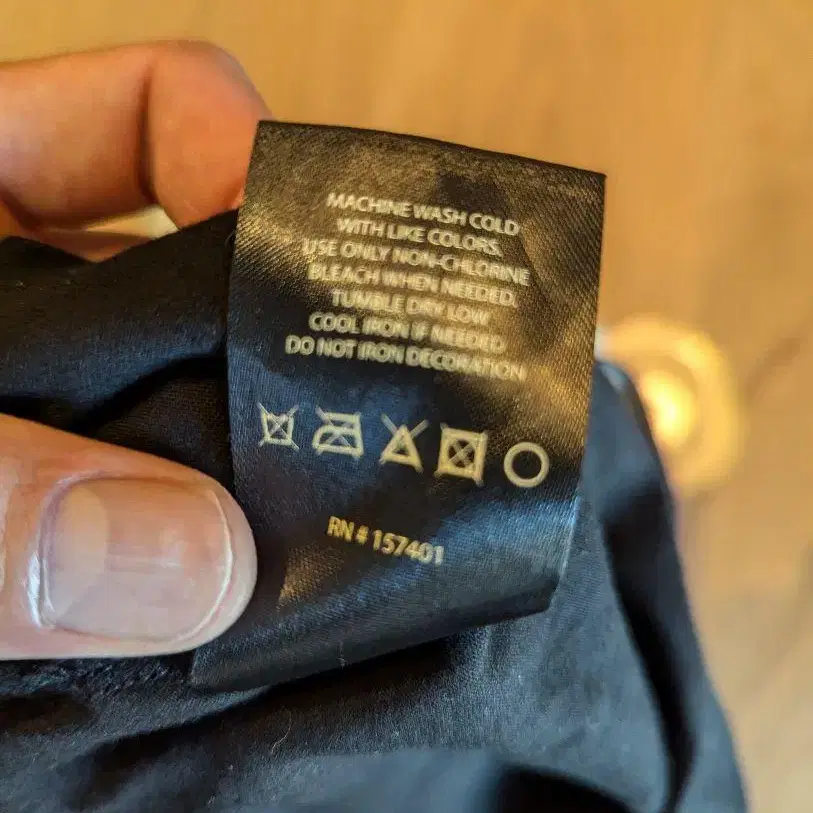 MACHINE WASH COLD
WITH LIKE COLORS.
USE ONLY NON-CHLORINE
BLEACH WHEN NEEDED.
TUMBLE DRY LOW
COOL IRON IF NEEDED
DO NOT IRON DECORATION
RN # 157401